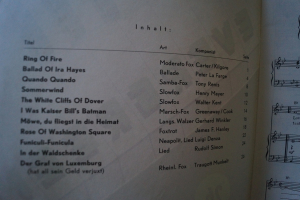 Inhalt:
Titel Art Komponist
Ring Of Fire Moderato-Fox Carter/Kilgore
Ballad Of Ira Hayes Ballade Peter La Farge
Quando Quando Samba-Fox Tony Renis
Sommerwind Slowfox Henry Mayer
The White Cliffs Of Dover Slowfox Walter Kent
I Was Kaiser Bill's Batman Marsch-Fox Greenaway/Cook
Möwe, du fliegst in die Heimat Langs. Walzer Gerhard Winkler
Rose Of Washington Square Foxtrot James F. Hanley
Funiculi-Funicula Neapolit. Lied Luigi Denza
In der Waldschenke Lied Rudolf Simon
Der Graf von Luxemburg Rheinl. Fox
(hat all sein Geld verjuxt)